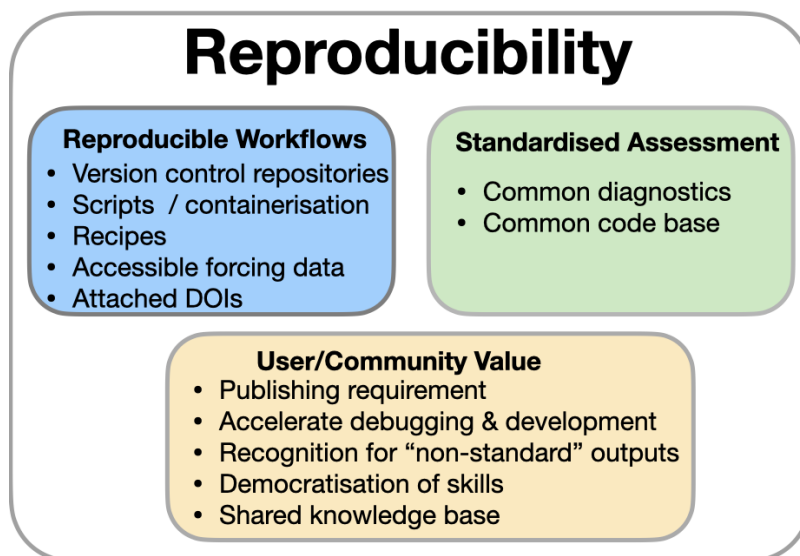 Reproducibility
Reproducible Workflows
• Version control repositories
• Scripts / containerisation
• Recipes
• Accessible forcing data
• Attached DOIs
Standardised Assessment
• Common diagnostics
• Common code base
User/Community Value
• Publishing requirement
• Accelerate debugging & development
• Recognition for “non-standard” outputs
• Democratisation of skills
• Shared knowledge base